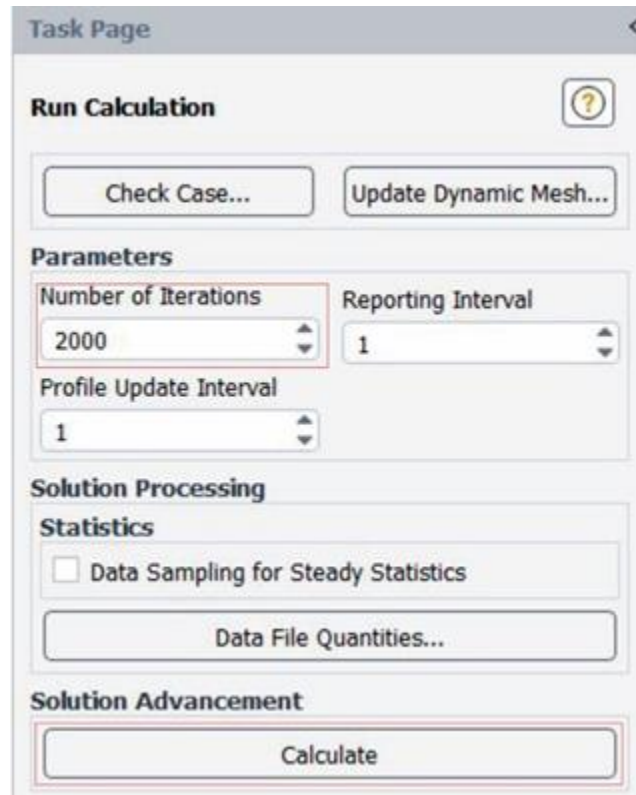 Task Page
Run Calculation
Check Case...
Update Dynamic Mesh...
Parameters
Number of Iterations
Reporting Interval
2000
1
Profile Update Interval
1
Solution Processing
Statistics
Data Sampling for Steady Statistics
Data File Quantities...
Solution Advancement
Calculate